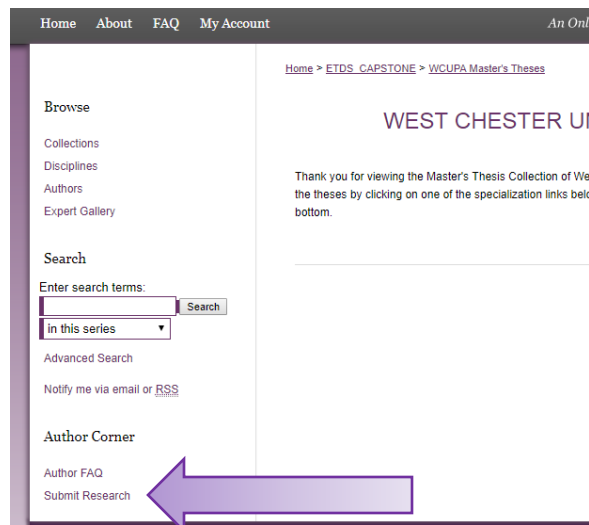 Home About FAQ My Account
An Onl
Home > ETDS_CAPSTONE > WCUPA Master's Theses
Browse
Collections
Disciplines
Authors
Expert Gallery
Search
Enter search terms:
Search
in this series
Advanced Search
Notify me via email or RSS
Author Corner
Author FAQ
Submit Research
WEST CHESTER UN
Thank you for viewing the Master's Thesis Collection of We
the theses by clicking on one of the specialization links belo
bottom.